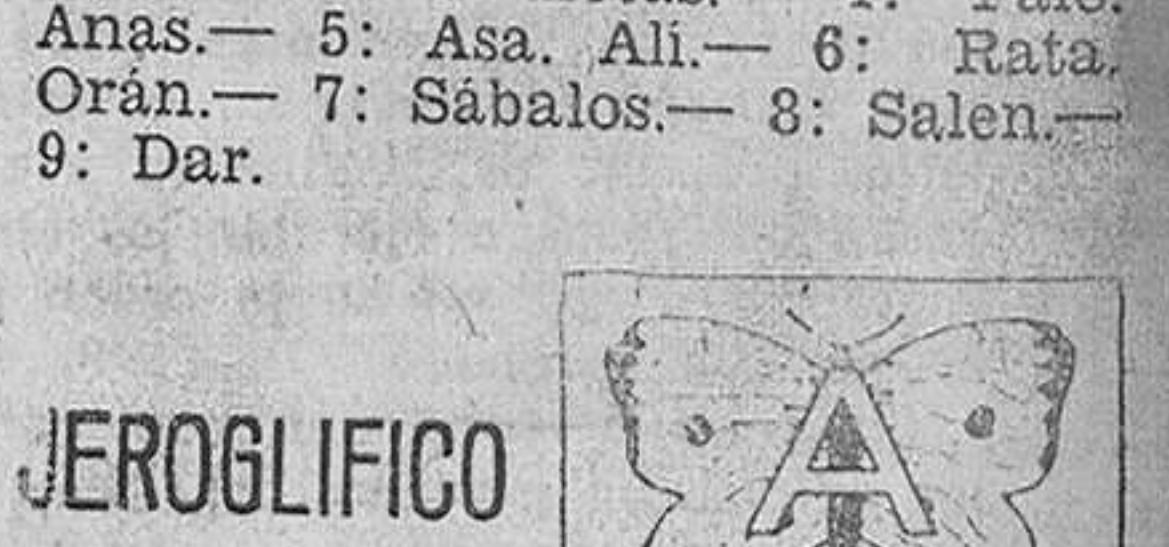 Anas.— 5: Asa. Alí.— 6: Rata.
Orán.— 7: Sábalos.— 8: Salen.—
9: Dar.
JEROGLIFICO
A